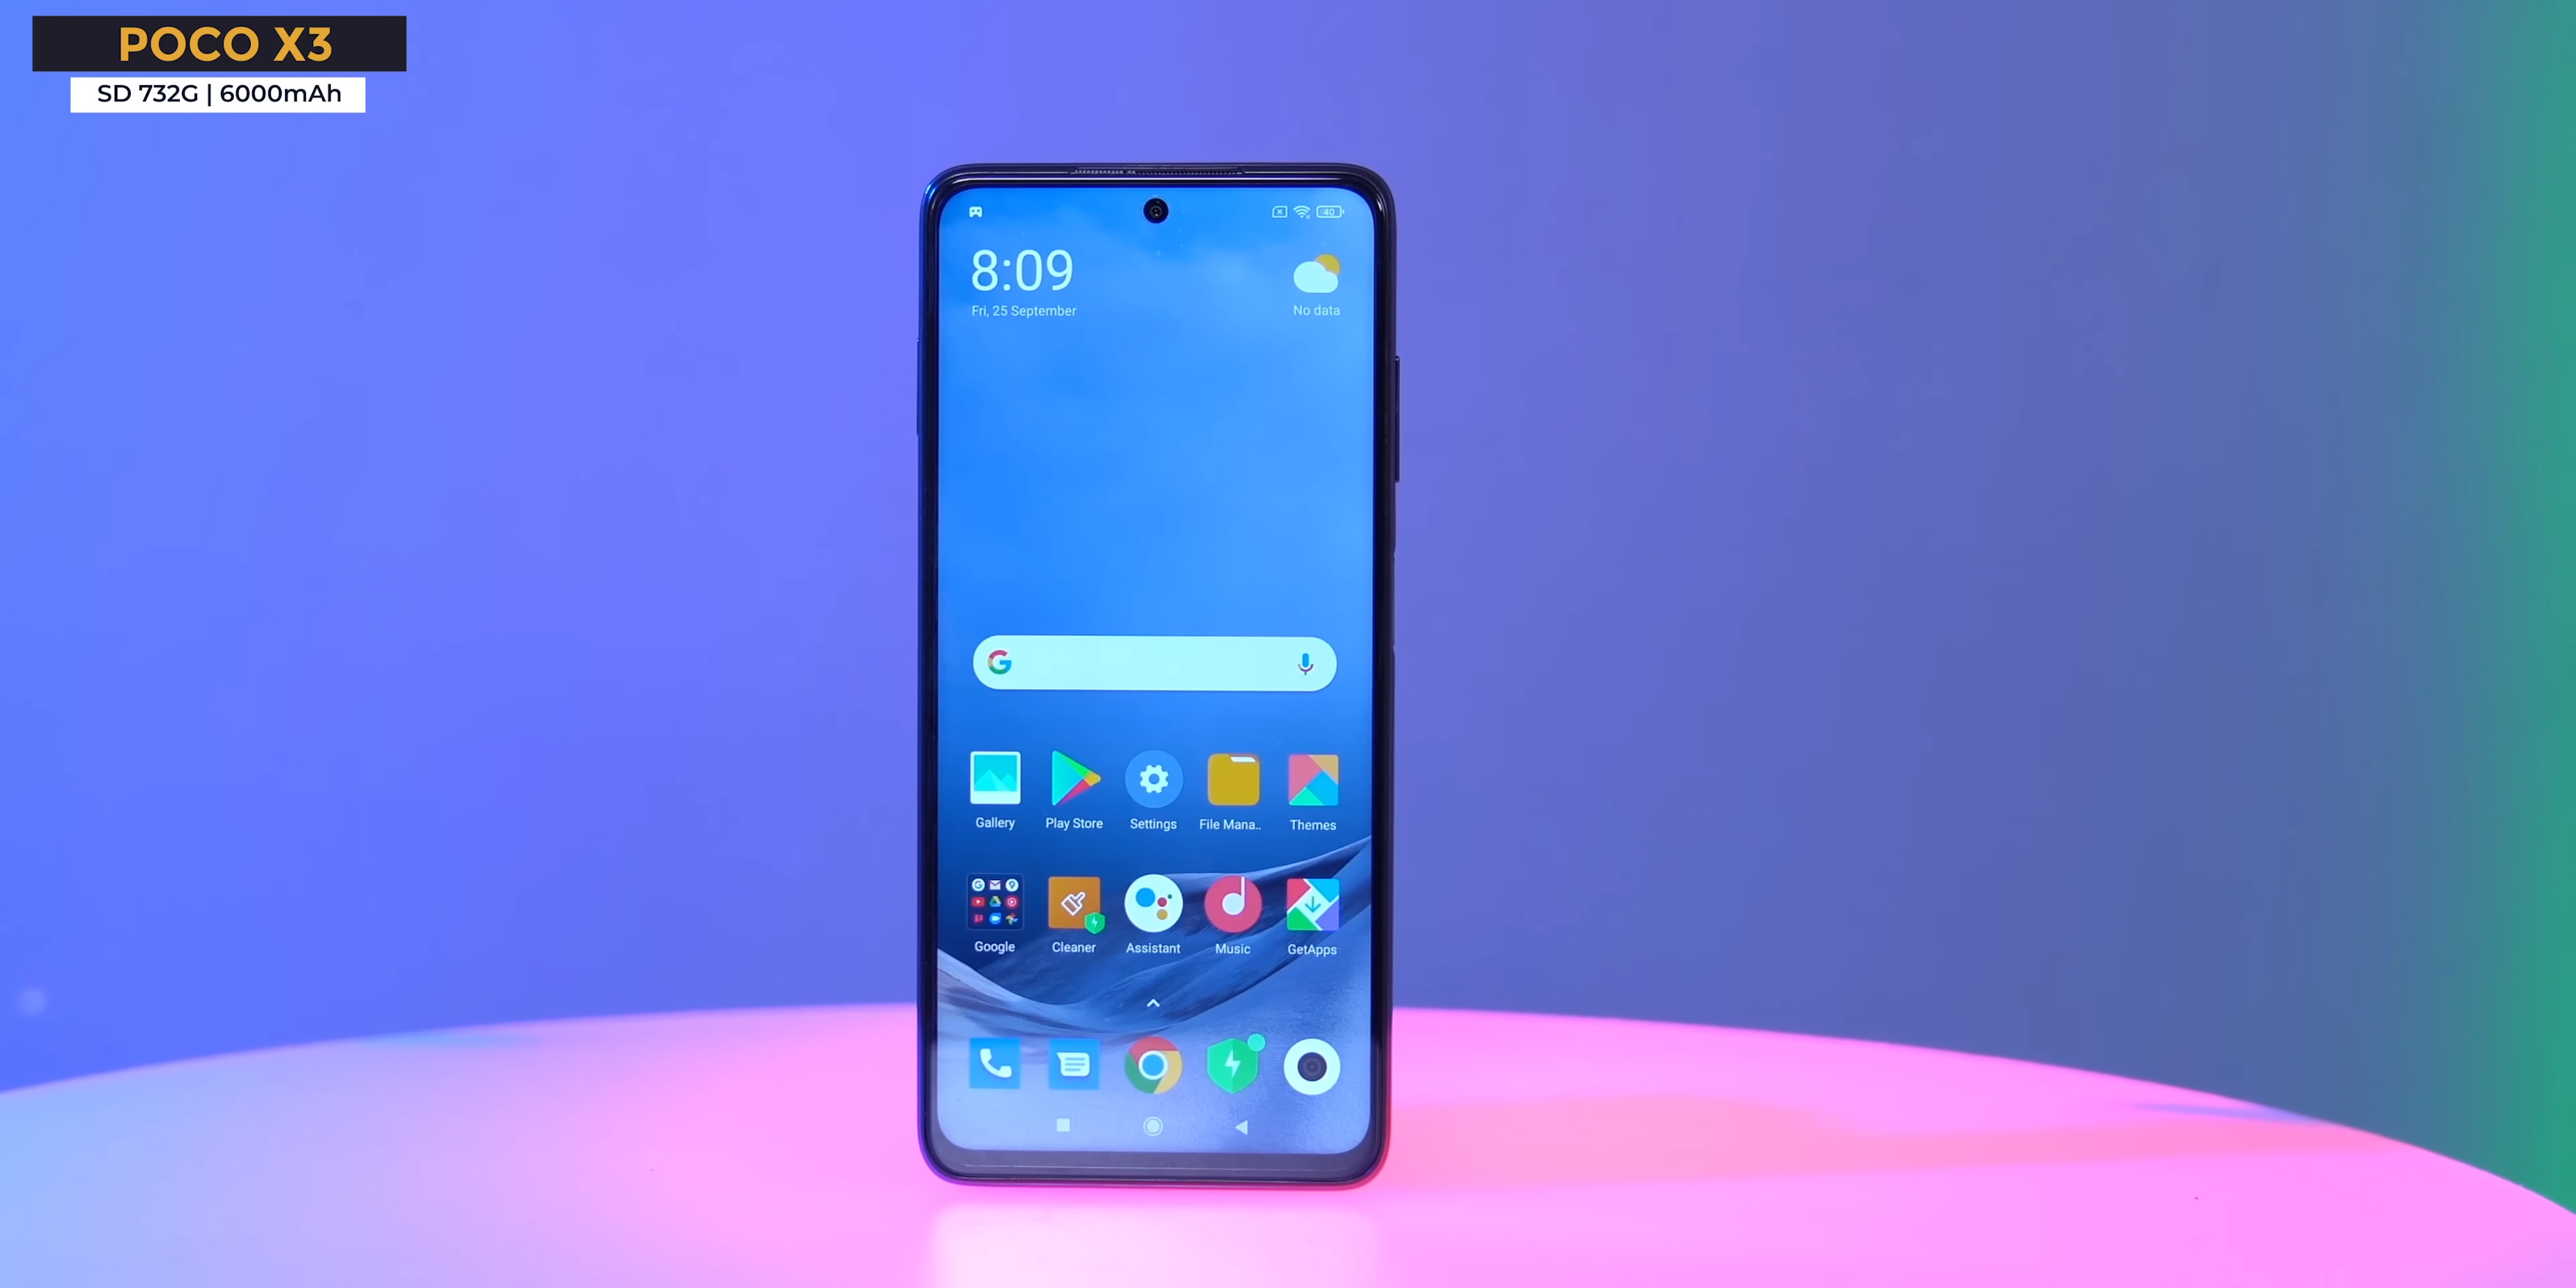 POCO X3
SD 732G | 6000mAh
40
8:09
Fri, 25 September
No data
Gallery
Play Store
Settings
File Mana..
Themes
Google
Cleaner
Assistant
Music
GetApps